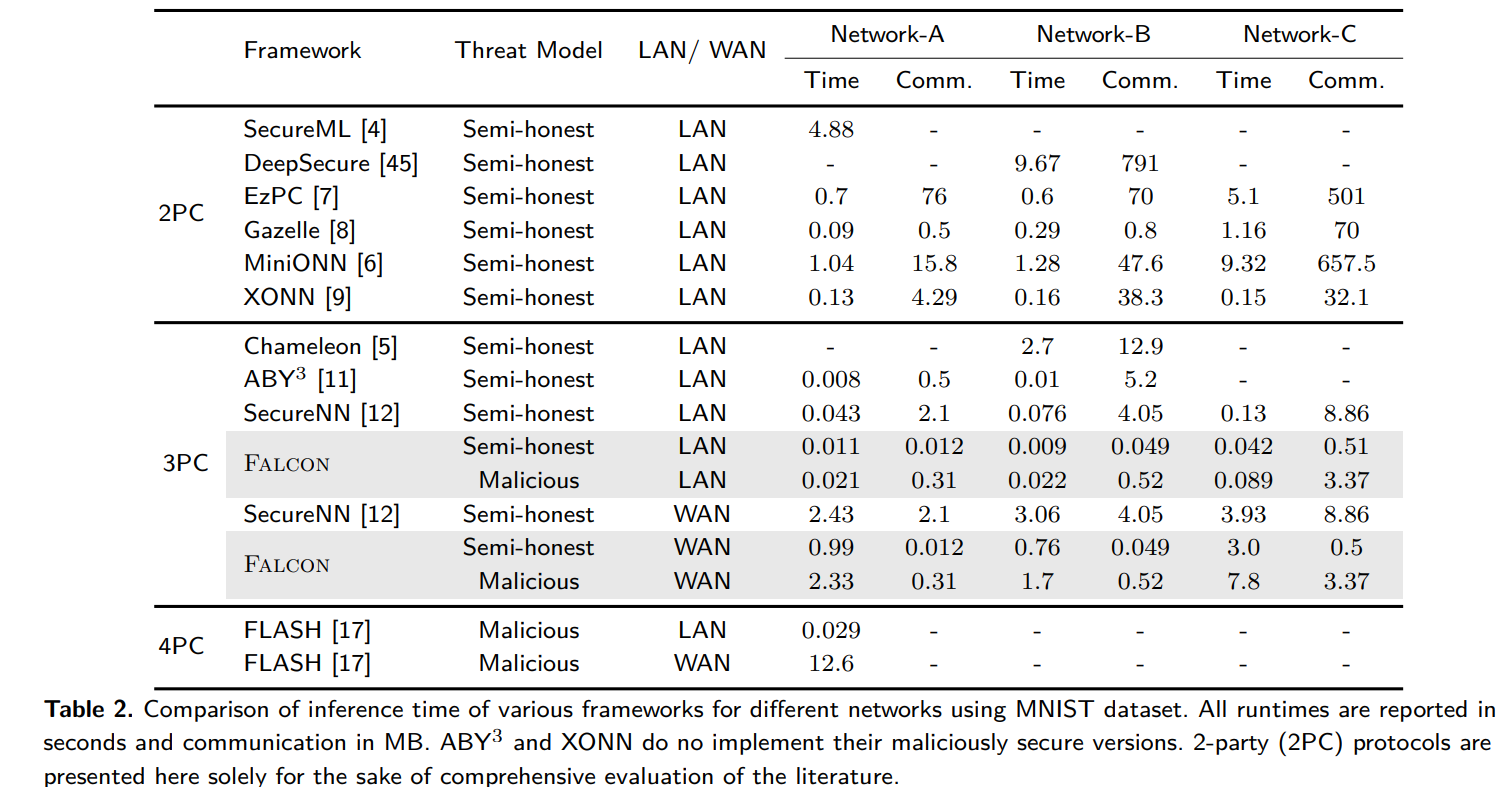 Framework Threat Model LAN/ WAN Network-A Network-B Network-C
Time Comm. Time Comm. Time Comm.
2PC
SecureML [4] Semi-honest LAN 4.88 - - - - -
DeepSecure [45] Semi-honest LAN - - 9.67 791 - -
EzPC [7] Semi-honest LAN 0.7 76 0.6 70 5.1 501
Gazelle [8] Semi-honest LAN 0.09 0.5 0.29 0.8 1.16 70
MiniONN [6] Semi-honest LAN 1.04 15.8 1.28 47.6 9.32 657.5
XONN [9] Semi-honest LAN 0.13 4.29 0.16 38.3 0.15 32.1
3PC
Chameleon [5] Semi-honest LAN - - 2.7 12.9 - -
ABY³ [11] Semi-honest LAN 0.008 0.5 0.01 5.2 - -
SecureNN [12] Semi-honest LAN 0.043 2.1 0.076 4.05 0.13 8.86
FALCON
Semi-honest LAN 0.011 0.012 0.009 0.049 0.042 0.51
Malicious LAN 0.021 0.31 0.022 0.52 0.089 3.37
SecureNN [12] Semi-honest WAN 2.43 2.1 3.06 4.05 3.93 8.86
FALCON
Semi-honest WAN 0.99 0.012 0.76 0.049 3.0 0.5
Malicious WAN 2.33 0.31 1.7 0.52 7.8 3.37
4PC
FLASH [17] Malicious LAN 0.029 - - - - -
FLASH [17] Malicious WAN 12.6 - - - - -
Table 2. Comparison of inference time of various frameworks for different networks using MNIST dataset. All runtimes are reported in
seconds and communication in MB. ABY³ and XONN do no implement their maliciously secure versions. 2-party (2PC) protocols are
presented here solely for the sake of comprehensive evaluation of the literature.